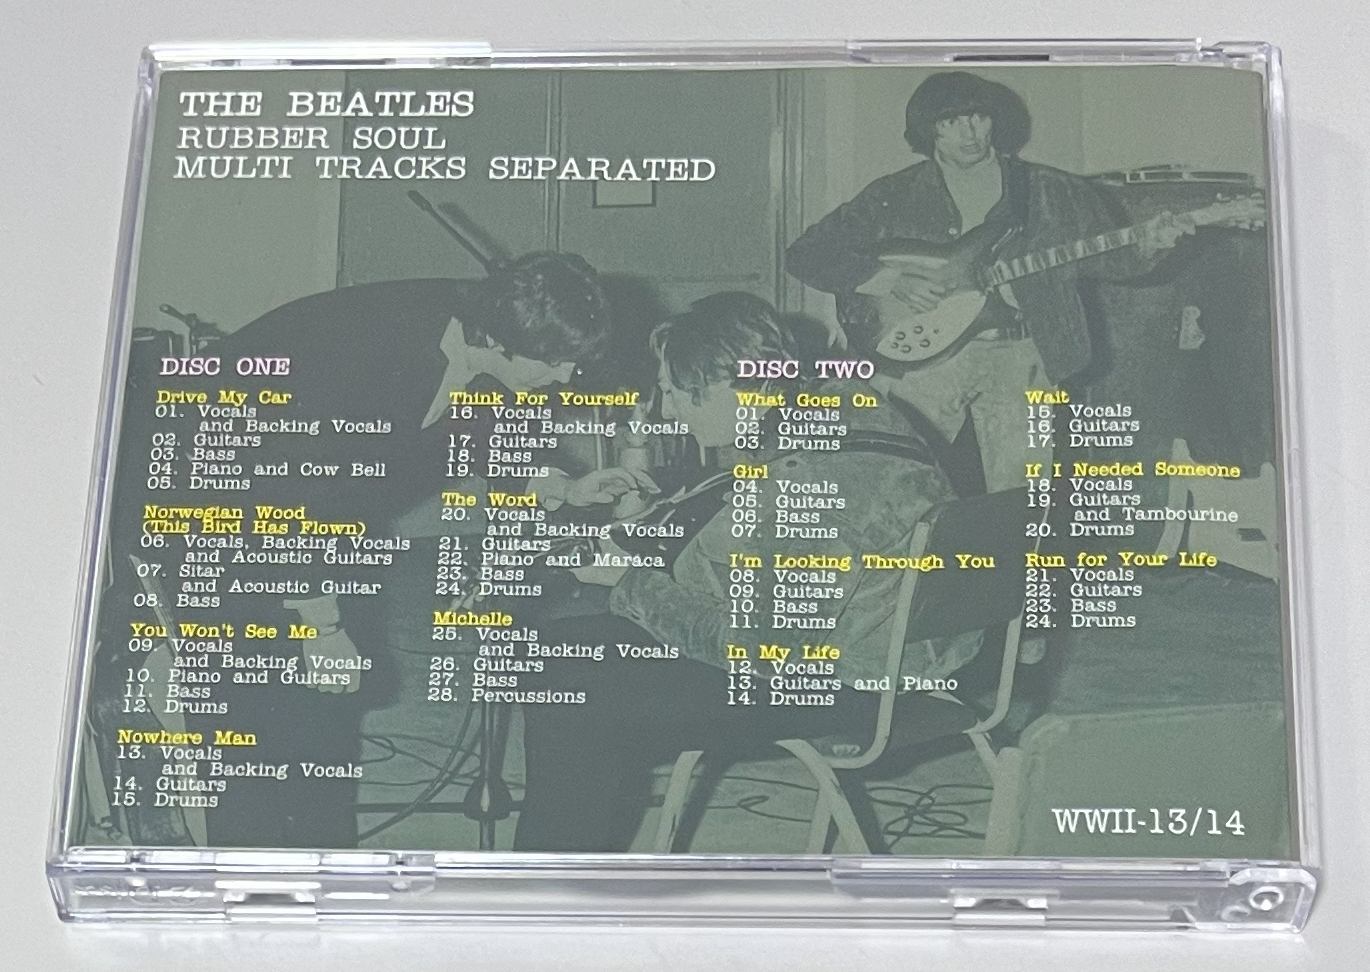 THE BEATLES
RUBBER SOUL
MULTI TRACKS SEPARATED
DISC ONE
Drive My Car
01. Vocals
and Backing Vocals
02. Guitars
03. Bass
04. Piano and Cow Bell
05. Drums
Norwegian Wood
(This Bird Has Flown)
06. Vocals, Backing Vocals
and Acoustic Guitars
07. Sitar
and Acoustic Guitar
08. Bass
You Won't See Me
09. Vocals
and Backing Vocals
10. Piano and Guitars
11. Bass
12. Drums
Nowhere Man
13. Vocals
and Backing Vocals
14. Guitars
15. Drums
Think For Yourself
16. Vocals
and Backing Vocals
17. Guitars
18. Bass
19. Drums
The Word
20. Vocals
and Backing Vocals
21. Guitars
22. Piano and Maraca
23. Bass
24. Drums
Michelle
25. Vocals
and Backing Vocals
26. Guitars
27. Bass
28. Percussions
DISC TWO
What Goes On
01. Vocals
02. Guitars
03. Drums
Girl
04. Vocals
05. Guitars
06. Bass
07. Drums
I'm Looking Through You
08. Vocals
09. Guitars
10. Bass
11. Drums
In My Life
12. Vocals
13. Guitars and Piano
14. Drums
Wait
15. Vocals
16. Guitars
17. Drums
If I Needed Someone
18. Vocals
19. Guitars
and Tambourine
20. Drums
Run for Your Life
21. Vocals
22. Guitars
23. Bass
24. Drums
WWII-13/14